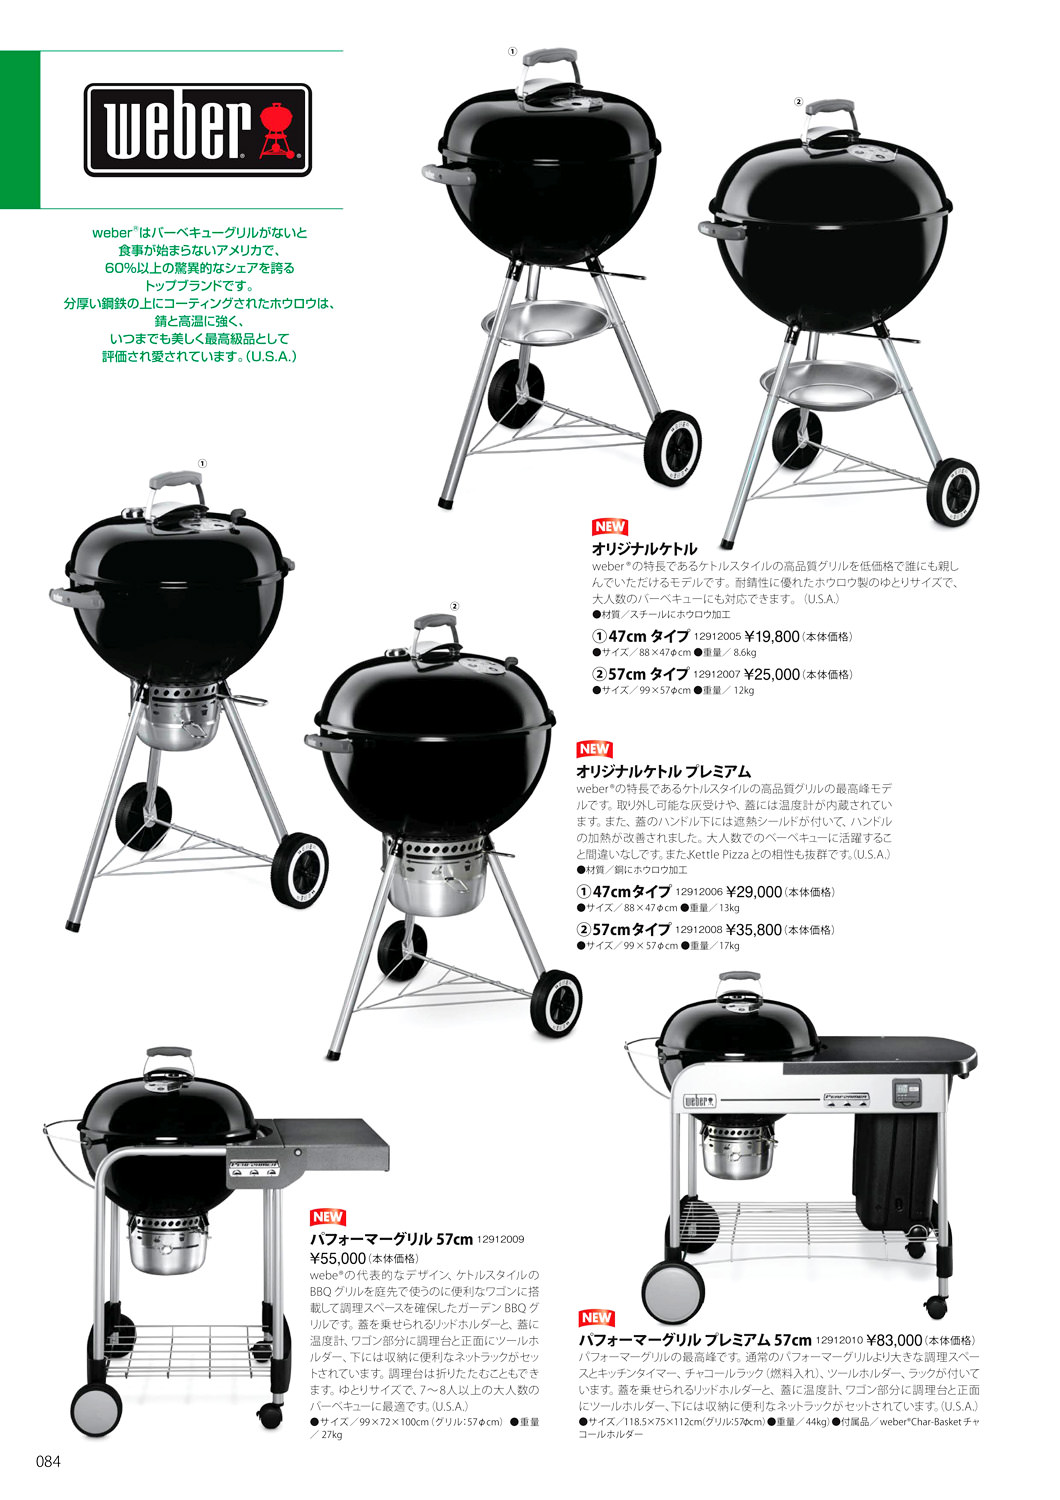 weber
weber®はバーベキューグリルがないと
食事が始まらないアメリカで、
60%以上の驚異的なシェアを誇る
トップブランドです。
分厚い鋼鉄の上にコーティングされたホウロウは、
錆と高温に強く、
いつまでも美しく最高級品として
評価され愛されています。(U.S.A.)
①
②
①
②
NEW
オリジナルケトル
weber®の特長であるケトルスタイルの高品質グリルを低価格で誰にも親し
んでいただけるモデルです。耐錆性に優れたホウロウ製のゆとりサイズで、
大人数のバーベキューにも対応できます。（U.S.A.）
●材質／スチールにホウロウ加工
①47cm タイプ 12912005 ¥19,800（本体価格）
●サイズ／88×47φcm ●重量／ 8.6kg
②57cm タイプ 12912007 ¥25,000（本体価格）
●サイズ／99×57φcm ●重量／ 12kg
NEW
オリジナルケトル プレミアム
weber®の特長であるケトルスタイルの高品質グリルの最高峰モデ
ルです。取り外し可能な灰受けや、蓋には温度計が内蔵されてい
ます。また、蓋のハンドル下には遮熱シールドが付いて、ハンドル
の加熱が改善されました。大人数でのベーベキューに活躍するこ
と間違いなしです。また、Kettle Pizzaとの相性も抜群です。(U.S.A.)
●材質／鋼にホウロウ加工
①47cmタイプ 12912006 ¥29,000（本体価格）
●サイズ／88×47φcm ●重量／13kg
②57cmタイプ 12912008 ¥35,800（本体価格）
●サイズ／99×57φcm ●重量／17kg
weber
PERFORMER
PERFORMER
NEW
パフォーマーグリル 57cm 12912009
¥55,000（本体価格）
webe®の代表的なデザイン、ケトルスタイルの
BBQグリルを庭先で使うのに便利なワゴンに搭
載して調理スペースを確保したガーデン BBQ グ
リルです。蓋を乗せられるリッドホルダーと、蓋に
温度計、ワゴン部分に調理台と正面にツールホ
ルダー、下には収納に便利なネットラックがセッ
トされています。調理台は折りたたむこともでき
ます。ゆとりサイズで、7〜8人以上の大人数の
バーベキューに最適です。(U.S.A.)
●サイズ／99×72×100cm（グリル：57φcm） ●重量
／27kg
NEW
パフォーマーグリル プレミアム 57cm 12912010 ¥83,000（本体価格）
パフォーマーグリルの最高峰です。通常のパフォーマーグリルより大きな調理スペー
スとキッチンタイマー、チャコールラック（燃料入れ）、ツールホルダー、ラックが付いて
います。蓋を乗せられるリッドホルダーと、蓋に温度計、ワゴン部分に調理台と正面
にツールホルダー、下には収納に便利なネットラックがセットされています。(U.S.A.)
●サイズ／118.5×75×112cm（グリル：57φcm） ●重量／44kg） ●付属品／weber®Char-Basketチャ
コールホルダー
084